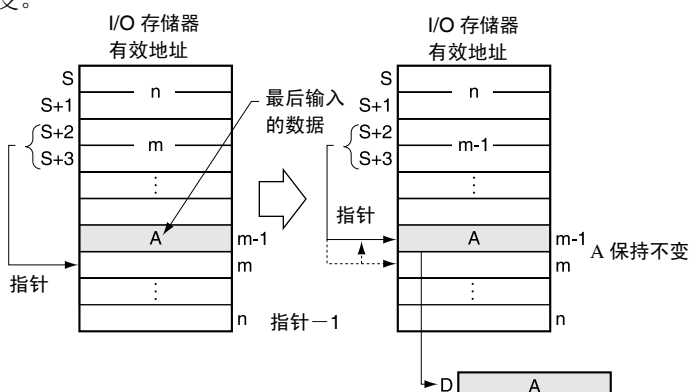 变。
I/O 存储器
有效地址
S
S+1
S+2
S+3
n
m
⋮
A
⋮
m-1
m
n
指针
最后输入
的数据
指针－1
I/O 存储器
有效地址
S
S+1
S+2
S+3
n
m-1
⋮
A
⋮
m-1
m
n
指针
A 保持不变
D
A